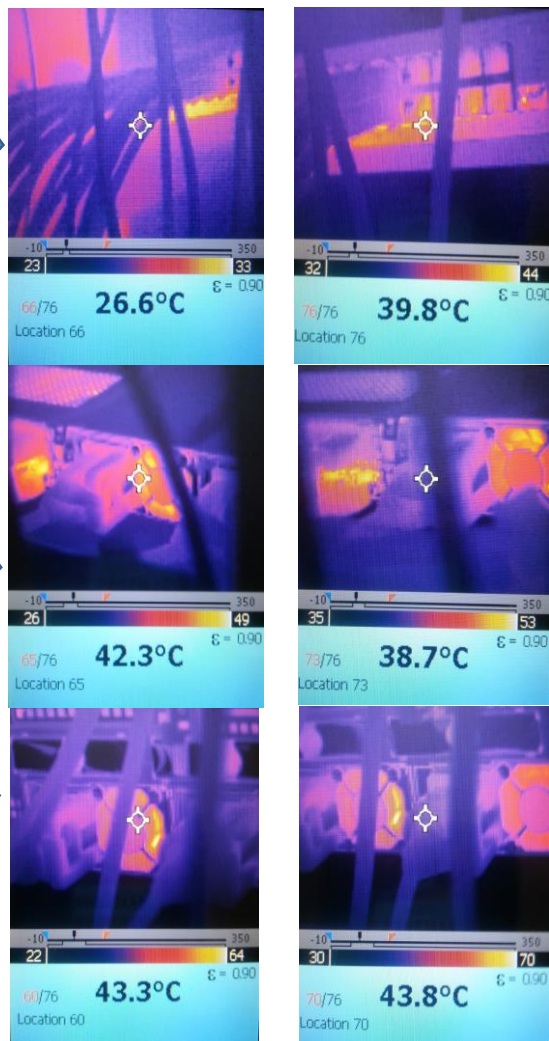 -10 350
23 33
ε = 0.90
66/76 26.6°C
Location 66
-10 350
32 44
ε = 0.90
76/76 39.8°C
Location 76
-10 350
26 49
ε = 0.90
65/76 42.3°C
Location 65
-10 350
35 53
ε = 0.90
73/76 38.7°C
Location 73
-10 350
22 64
ε = 0.90
60/76 43.3°C
Location 60
-10 350
30 70
ε = 0.90
70/76 43.8°C
Location 70